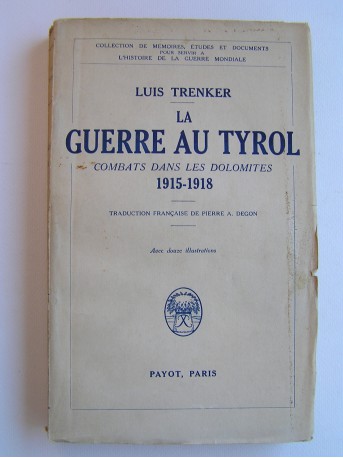 COLLECTION DE MÉMOIRES, ÉTUDES ET DOCUMENTS
POUR SERVIR A
L'HISTOIRE DE LA GUERRE MONDIALE
LUIS TRENKER
LA
GUERRE AU TYROL
COMBATS DANS LES DOLOMITES
1915-1918
TRADUCTION FRANÇAISE DE PIERRE A. DEGON
Avec douze illustrations
PAYOT, PARIS